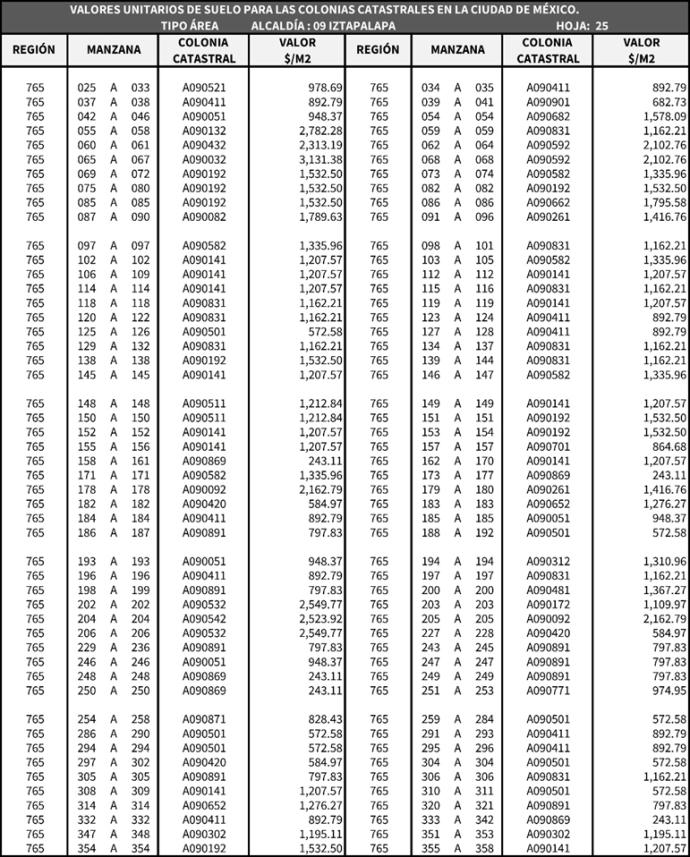 VALORES UNITARIOS DE SUELO PARA LAS COLONIAS CATASTRALES EN LA CIUDAD DE MÉXICO.
TIPO ÁREA ALCALDÍA : 09 IZTAPALAPA HOJA: 25
REGIÓN MANZANA COLONIA CATASTRAL VALOR $/M2 REGIÓN MANZANA COLONIA CATASTRAL VALOR $/M2
765 025 A 033 A090521 978.69 765 034 A 035 A090411 892.79
765 037 A 038 A090411 892.79 765 039 A 041 A090901 682.73
765 042 A 046 A090051 948.37 765 054 A 054 A090682 1,578.09
765 055 A 058 A090132 2,782.28 765 059 A 059 A090831 1,162.21
765 060 A 061 A090432 2,313.19 765 062 A 064 A090592 2,102.76
765 065 A 067 A090032 3,131.38 765 068 A 068 A090592 2,102.76
765 069 A 072 A090192 1,532.50 765 073 A 074 A090582 1,335.96
765 075 A 080 A090192 1,532.50 765 082 A 082 A090192 1,532.50
765 085 A 085 A090192 1,532.50 765 086 A 086 A090662 1,795.58
765 087 A 090 A090082 1,789.63 765 091 A 096 A090261 1,416.76
765 097 A 097 A090582 1,335.96 765 098 A 101 A090831 1,162.21
765 102 A 102 A090141 1,207.57 765 103 A 105 A090582 1,335.96
765 106 A 109 A090141 1,207.57 765 112 A 112 A090141 1,207.57
765 114 A 114 A090141 1,207.57 765 115 A 116 A090831 1,162.21
765 118 A 118 A090831 1,162.21 765 119 A 119 A090141 1,207.57
765 120 A 122 A090831 1,162.21 765 123 A 124 A090411 892.79
765 125 A 126 A090501 572.58 765 127 A 128 A090411 892.79
765 129 A 132 A090831 1,162.21 765 134 A 137 A090831 1,162.21
765 138 A 138 A090192 1,532.50 765 139 A 144 A090831 1,162.21
765 145 A 145 A090141 1,207.57 765 146 A 147 A090582 1,335.96
765 148 A 148 A090511 1,212.84 765 149 A 149 A090141 1,207.57
765 150 A 150 A090511 1,212.84 765 151 A 151 A090192 1,532.50
765 152 A 152 A090141 1,207.57 765 153 A 154 A090192 1,532.50
765 155 A 156 A090141 1,207.57 765 157 A 157 A090701 864.68
765 158 A 161 A090869 243.11 765 162 A 170 A090141 1,207.57
765 171 A 171 A090582 1,335.96 765 173 A 177 A090869 243.11
765 178 A 178 A090092 2,162.79 765 179 A 180 A090261 1,416.76
765 182 A 182 A090420 584.97 765 183 A 183 A090652 1,276.27
765 184 A 184 A090411 892.79 765 185 A 185 A090051 948.37
765 186 A 187 A090891 797.83 765 188 A 192 A090501 572.58
765 193 A 193 A090051 948.37 765 194 A 194 A090312 1,310.96
765 196 A 196 A090411 892.79 765 197 A 197 A090831 1,162.21
765 198 A 199 A090891 797.83 765 200 A 200 A090481 1,367.27
765 202 A 202 A090532 2,549.77 765 203 A 203 A090172 1,109.97
765 204 A 204 A090542 2,523.92 765 205 A 205 A090092 2,162.79
765 206 A 206 A090532 2,549.77 765 227 A 228 A090420 584.97
765 229 A 236 A090891 797.83 765 243 A 245 A090891 797.83
765 246 A 246 A090051 948.37 765 247 A 247 A090891 797.83
765 248 A 248 A090869 243.11 765 249 A 249 A090891 797.83
765 250 A 250 A090869 243.11 765 251 A 253 A090771 974.95
765 254 A 258 A090871 828.43 765 259 A 284 A090501 572.58
765 286 A 290 A090501 572.58 765 291 A 293 A090411 892.79
765 294 A 294 A090501 572.58 765 295 A 296 A090411 892.79
765 297 A 302 A090420 584.97 765 304 A 304 A090501 572.58
765 305 A 305 A090891 797.83 765 306 A 306 A090831 1,162.21
765 308 A 309 A090141 1,207.57 765 310 A 311 A090501 572.58
765 314 A 314 A090652 1,276.27 765 320 A 321 A090891 797.83
765 332 A 332 A090411 892.79 765 333 A 342 A090869 243.11
765 347 A 348 A090302 1,195.11 765 351 A 353 A090302 1,195.11
765 354 A 354 A090192 1,532.50 765 355 A 358 A090141 1,207.57